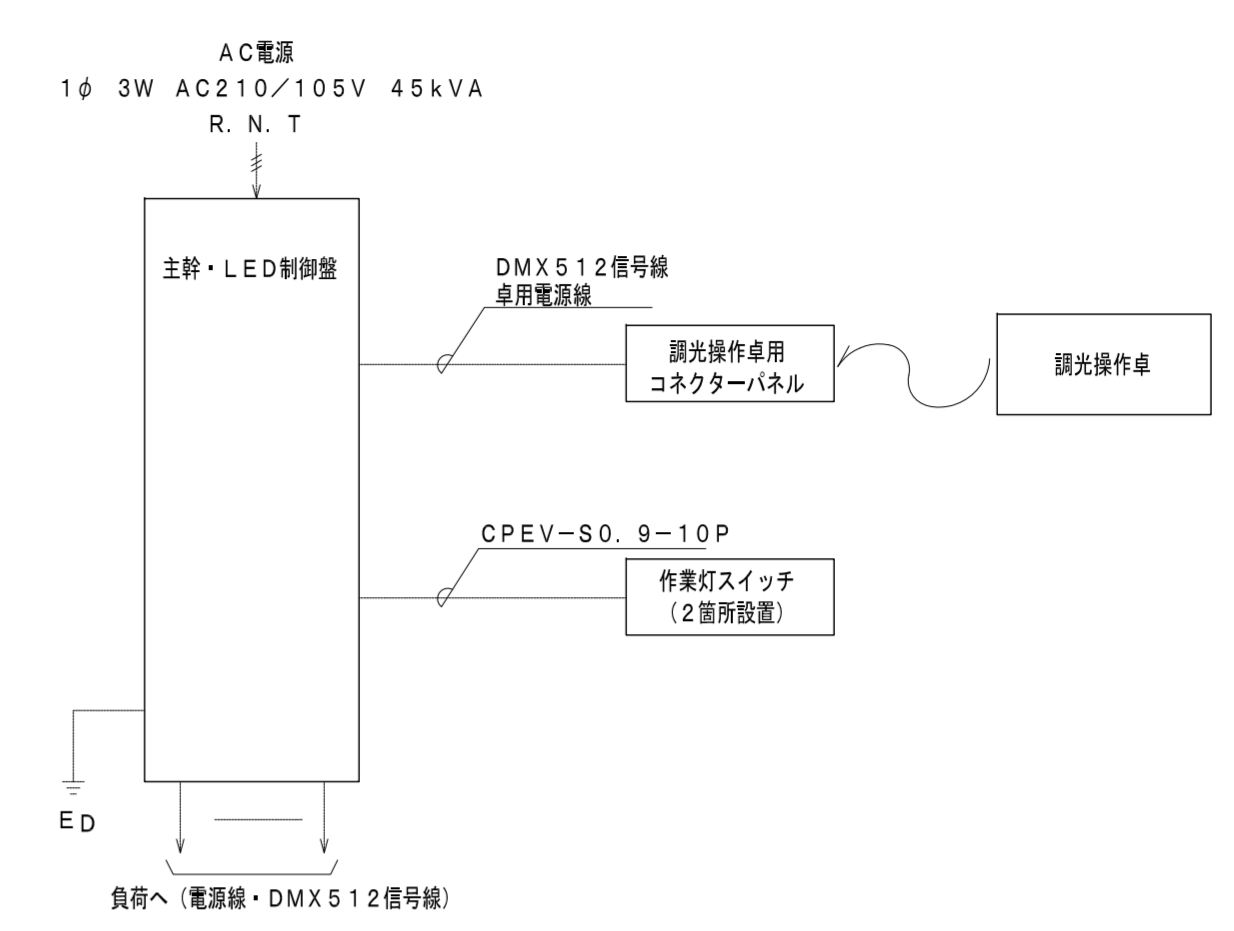 AC電源
1φ 3W AC210/105V 45kVA
R. N. T
主幹・LED制御盤
DMX512信号線
卓用電源線
調光操作卓用
コネクターパネル
調光操作卓
CPEV-S0. 9-10P
作業灯スイッチ
(2箇所設置)
ED
負荷へ(電源線・DMX512信号線)